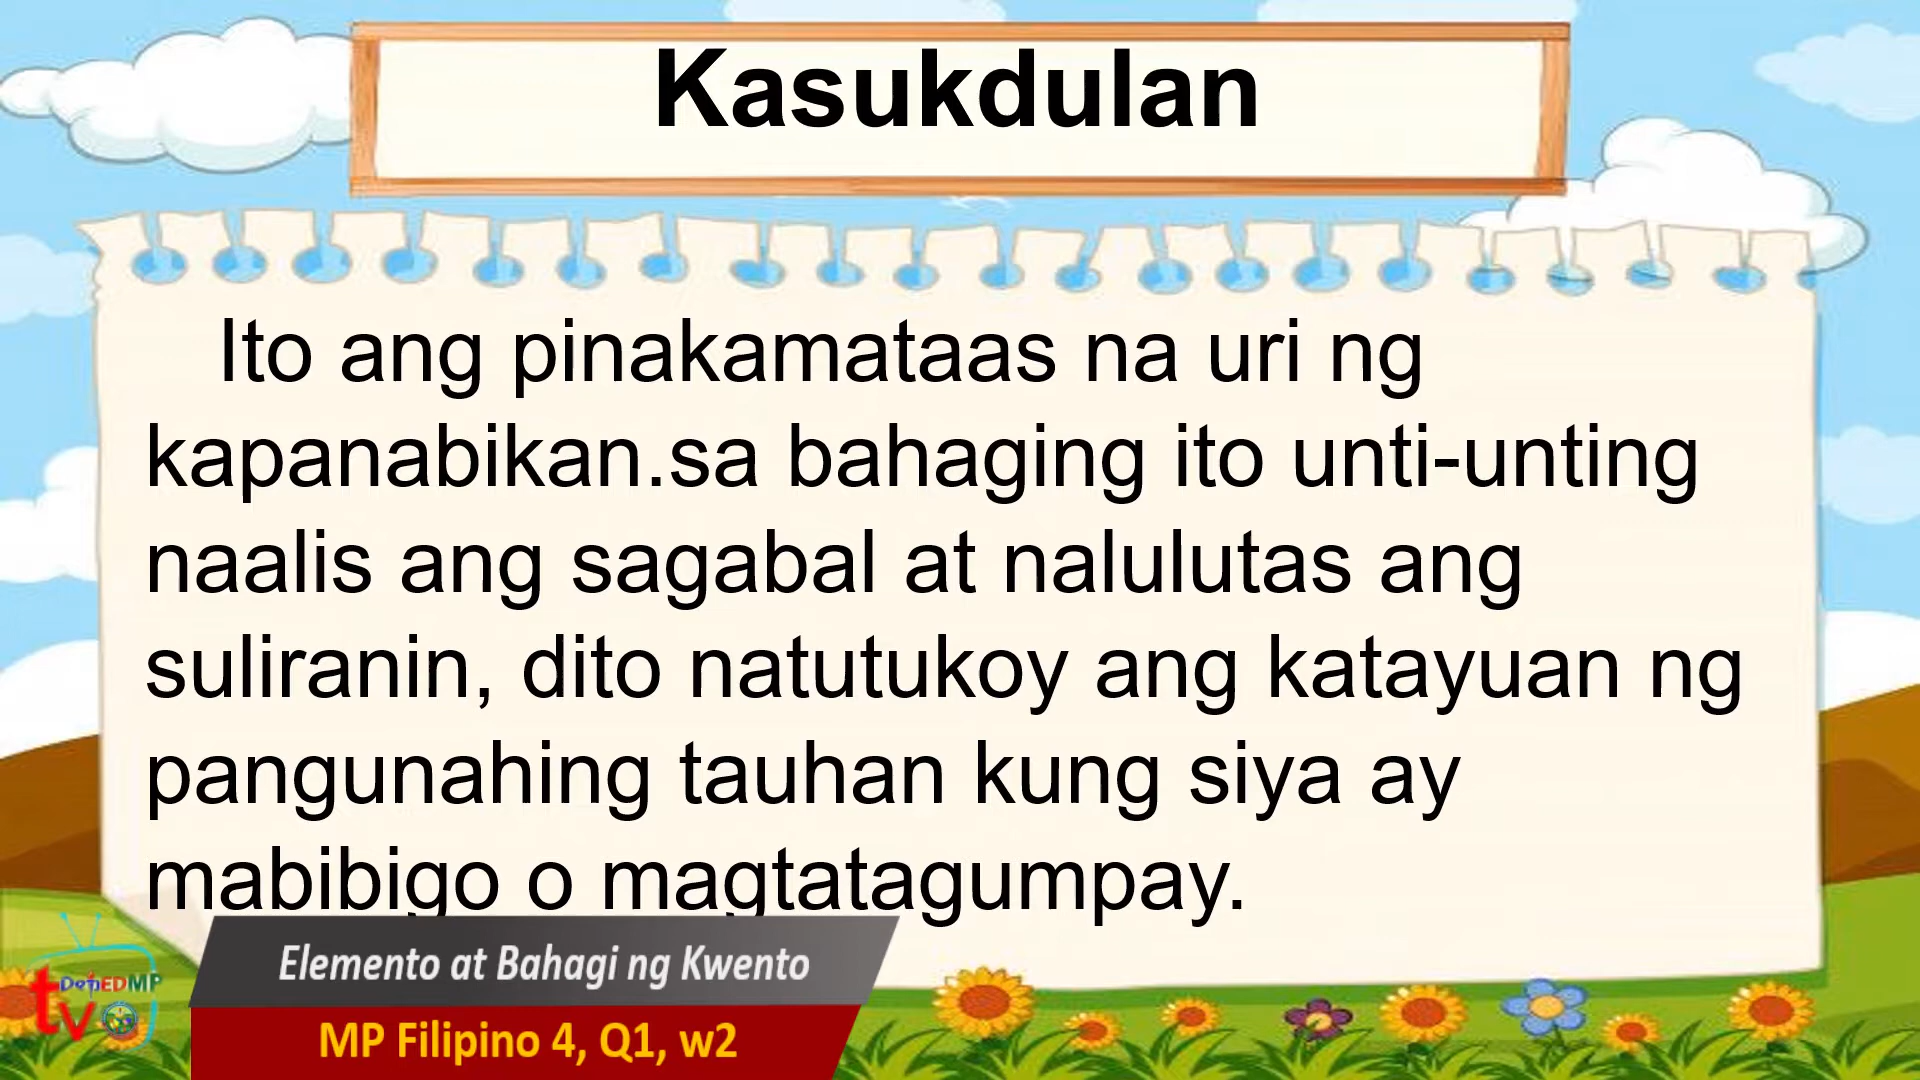 Kasukdulan
Ito ang pinakamataas na uri ng
kapanabikan.sa bahaging ito unti-unting
naalis ang sagabal at nalulutas ang
suliranin, dito natutukoy ang katayuan ng
pangunahing tauhan kung siya ay
mabibigo o magtatagumpay.
Elemento at Bahagi ng Kwento
MP Filipino 4, Q1, w2
DepEDMP
tv